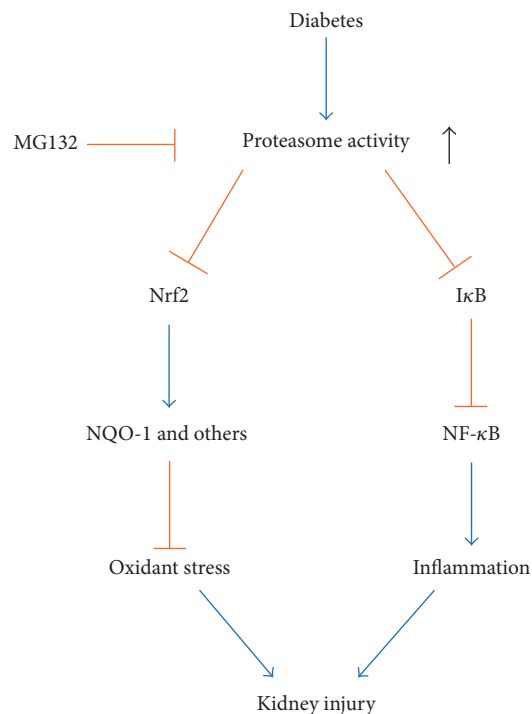 Diabetes
MG132
Proteasome activity
Nrf2
IκB
NQO-1 and others
NF-κB
Oxidant stress
Inflammation
Kidney injury